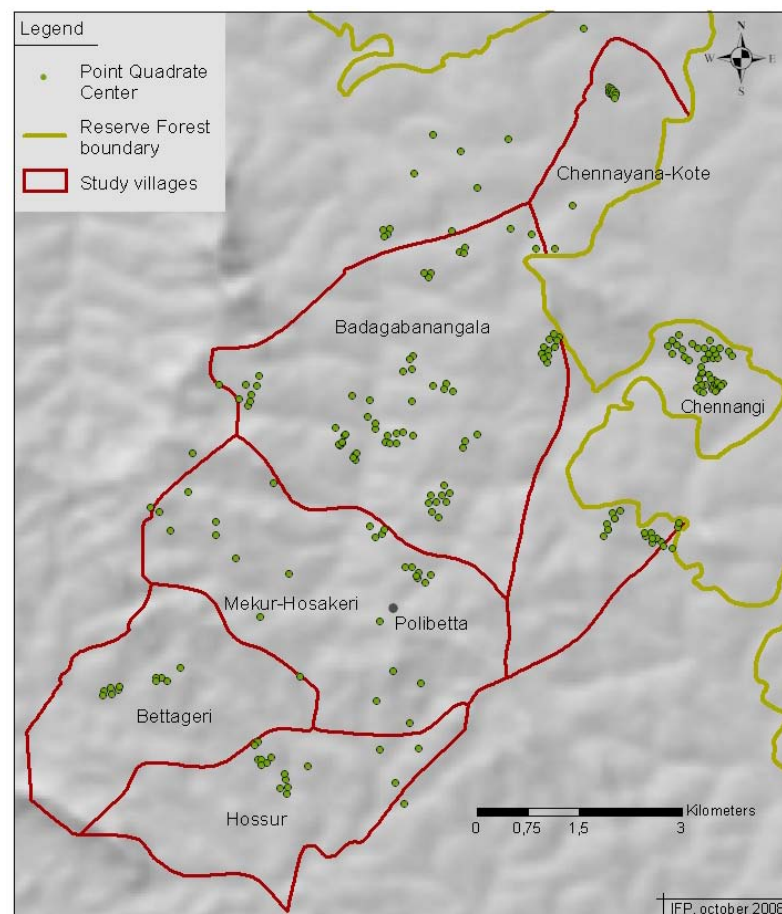 Legend
Point Quadrate
Center
Reserve Forest
boundary
Study villages
N
W
E
S
Chennayana-Kote
Badagabanangala
Chennangi
Mekur-Hosakeri
Polibetta
Bettageri
Hossur
Kilometers
0 0,75 1,5 3
IFP, october 2006